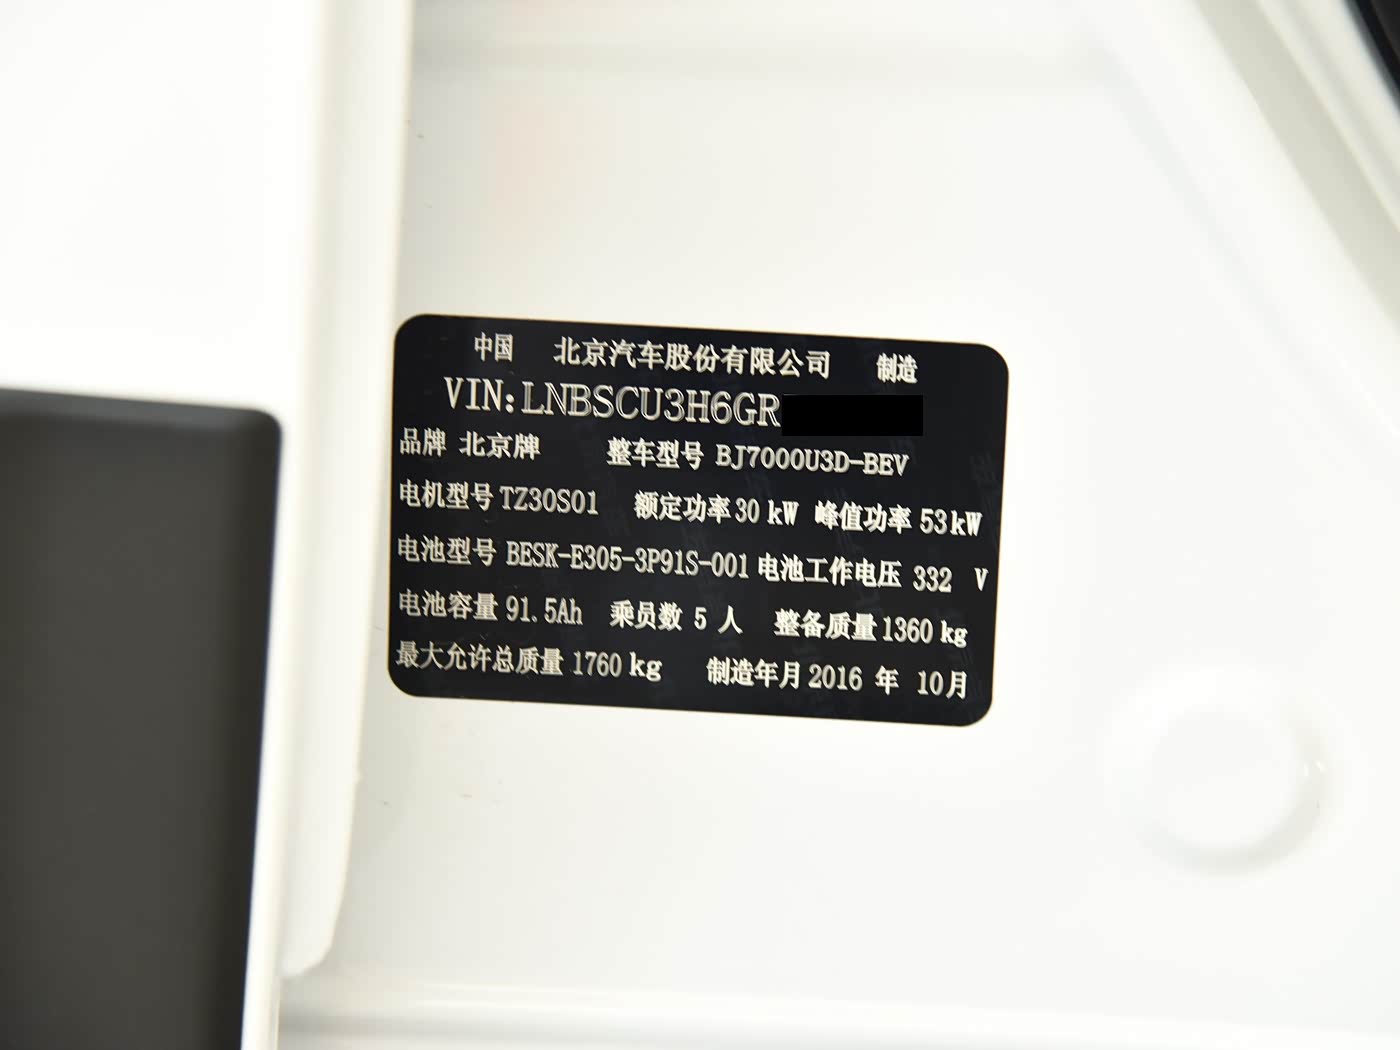 中国 北京汽车股份有限公司 制造
VIN:LNBSCU3H6GR
品牌 北京牌 整车型号 BJ7000U3D-BEV
电机型号 TZ30S01 额定功率 30 kW 峰值功率 53 kW
电池型号 BESK-E305-3P91S-001 电池工作电压 332 V
电池容量 91.5Ah 乘员数 5 人 整备质量 1360 kg
最大允许总质量 1760 kg 制造年月 2016 年 10月